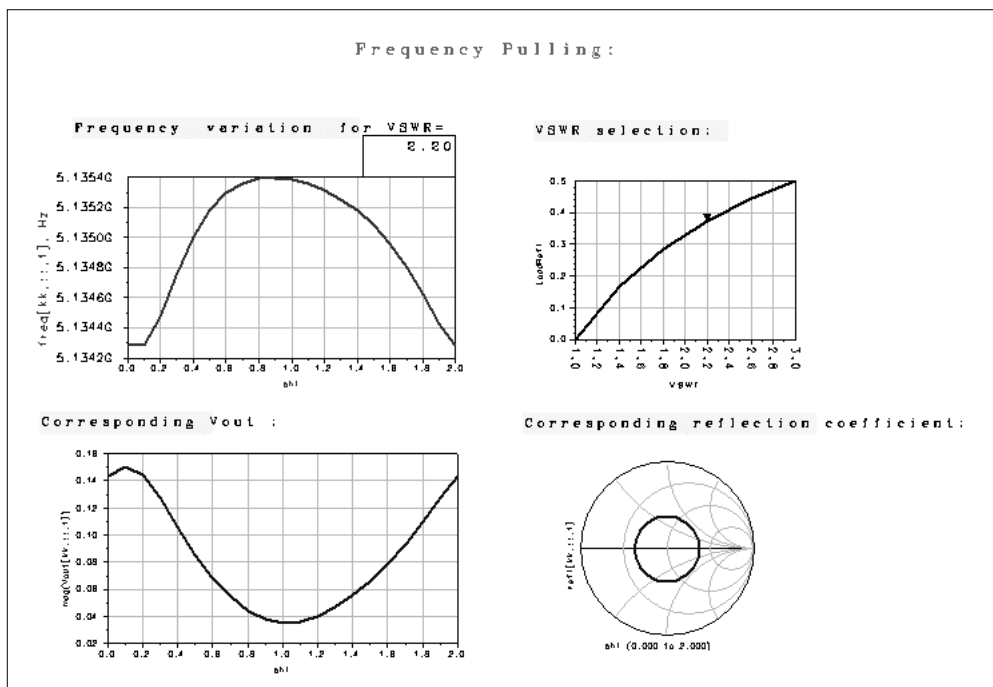 Frequency Pulling:
Frequency variation for VSWR=
2.20
5.1354G
5.1352G
5.1350G
5.1348G
5.1346G
5.1344G
5.1342G
freq[kk,::,1], Hz
0.0 0.2 0.4 0.6 0.8 1.0 1.2 1.4 1.6 1.8 2.0
phi
VSWR selection:
0.5
0.4
0.3
0.2
0.1
0.0
LoadRefl
1.0 1.2 1.4 1.6 1.8 2.0 2.2 2.4 2.6 2.8 3.0
VSWR
Corresponding Vout :
0.16
0.14
0.12
0.10
0.08
0.06
0.04
0.02
mag(Vout[kk,::,1])
0.0 0.2 0.4 0.6 0.8 1.0 1.2 1.4 1.6 1.8 2.0
phi
Corresponding reflection coefficient:
refl[kk,::,1]
phi (0.000 to 2.000)